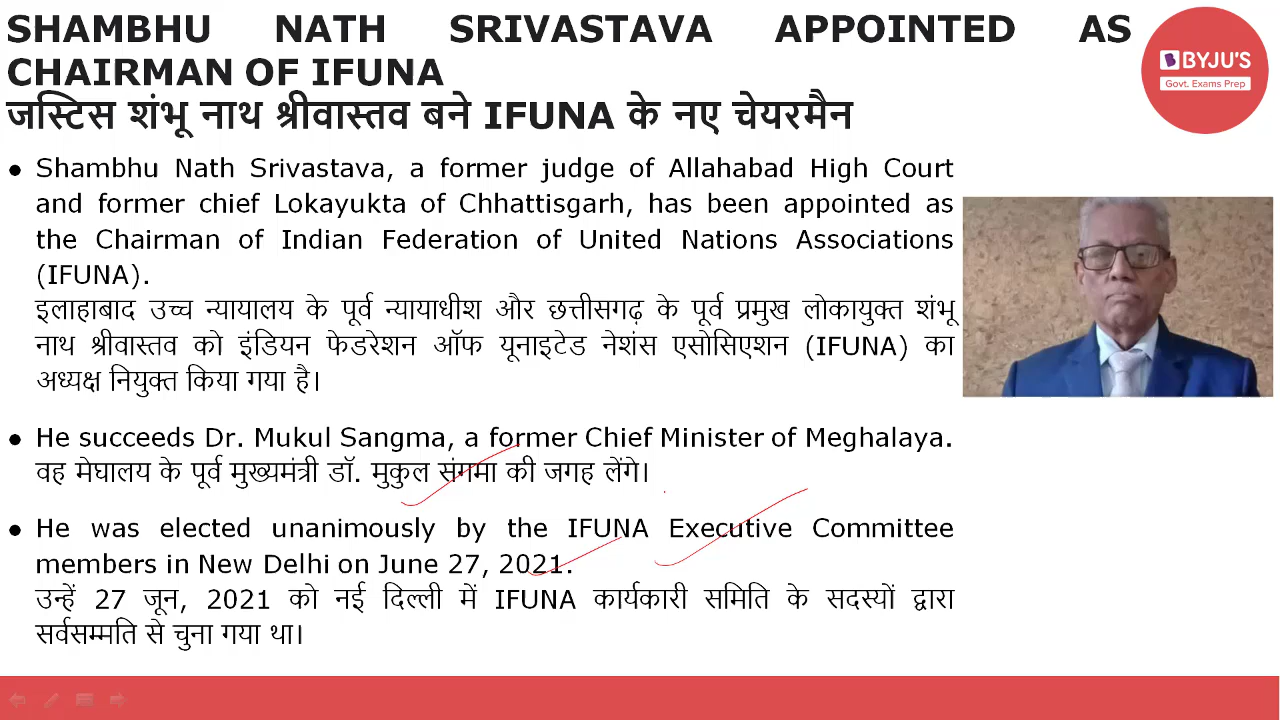 SHAMBHU NATH SRIVASTAVA APPOINTED AS
CHAIRMAN OF IFUNA
जस्टिस शंभू नाथ श्रीवास्तव बने IFUNA के नए चेयरमैन
BYJU'S
Govt. Exams Prep
● Shambhu Nath Srivastava, a former judge of Allahabad High Court
and former chief Lokayukta of Chhattisgarh, has been appointed as
the Chairman of Indian Federation of United Nations Associations
(IFUNA).
इलाहाबाद उच्च न्यायालय के पूर्व न्यायाधीश और छत्तीसगढ़ के पूर्व प्रमुख लोकायुक्त शंभू
नाथ श्रीवास्तव को इंडियन फेडरेशन ऑफ यूनाइटेड नेशंस एसोसिएशन (IFUNA) का
अध्यक्ष नियुक्त किया गया है।
● He succeeds Dr. Mukul Sangma, a former Chief Minister of Meghalaya.
वह मेघालय के पूर्व मुख्यमंत्री डॉ. मुकुल संगमा की जगह लेंगे।
● He was elected unanimously by the IFUNA Executive Committee
members in New Delhi on June 27, 2021.
उन्हें 27 जून, 2021 को नई दिल्ली में IFUNA कार्यकारी समिति के सदस्यों द्वारा
सर्वसम्मति से चुना गया था।